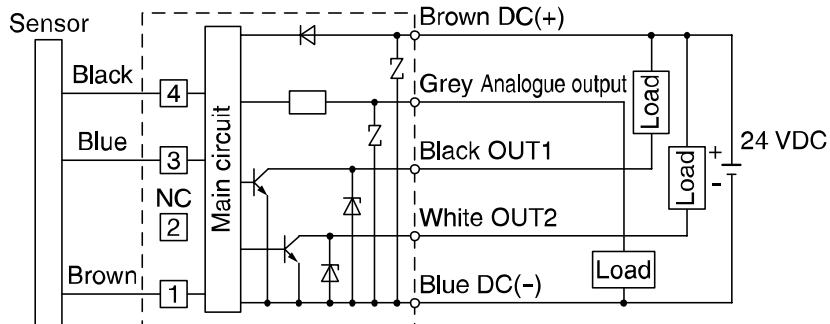 Sensor
Brown DC(+)
Black
4
Grey Analogue output
Blue
3
Main circuit
Load
Black OUT1
24 VDC
+
-
Load
NC
2
White OUT2
Load
Brown
1
Blue DC(-)